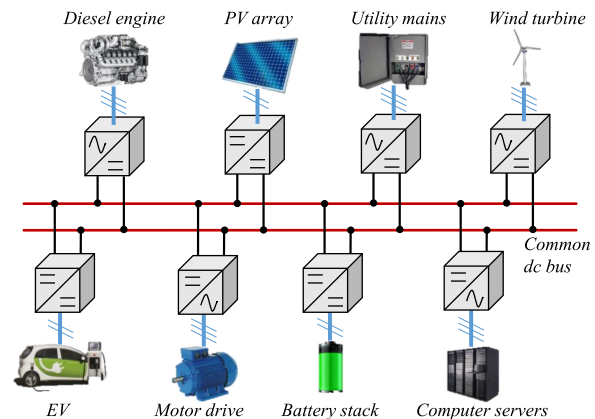 Diesel engine
PV array
Utility mains
Wind turbine
Common
dc bus
EV
Motor drive
Battery stack
Computer servers